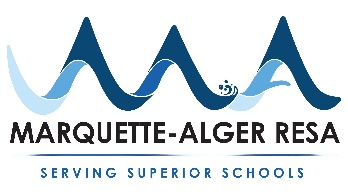 MARQUETTE-ALGER RESA
SERVING SUPERIOR SCHOOLS